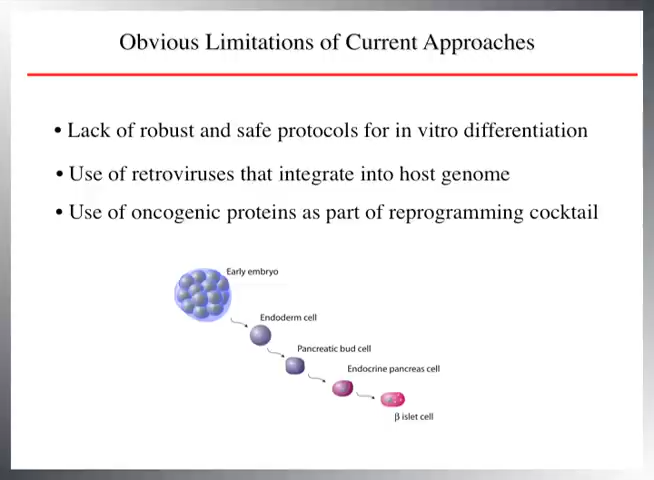 Obvious Limitations of Current Approaches
• Lack of robust and safe protocols for in vitro differentiation
• Use of retroviruses that integrate into host genome
• Use of oncogenic proteins as part of reprogramming cocktail
Early embryo
Endoderm cell
Pancreatic bud cell
Endocrine pancreas cell
β islet cell